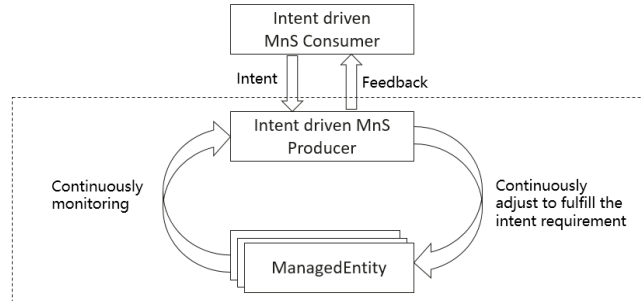 Intent driven
MnS Consumer
Intent
Feedback
Intent driven MnS
Producer
Continuously
monitoring
Continuously
adjust to fulfill the
intent requirement
ManagedEntity